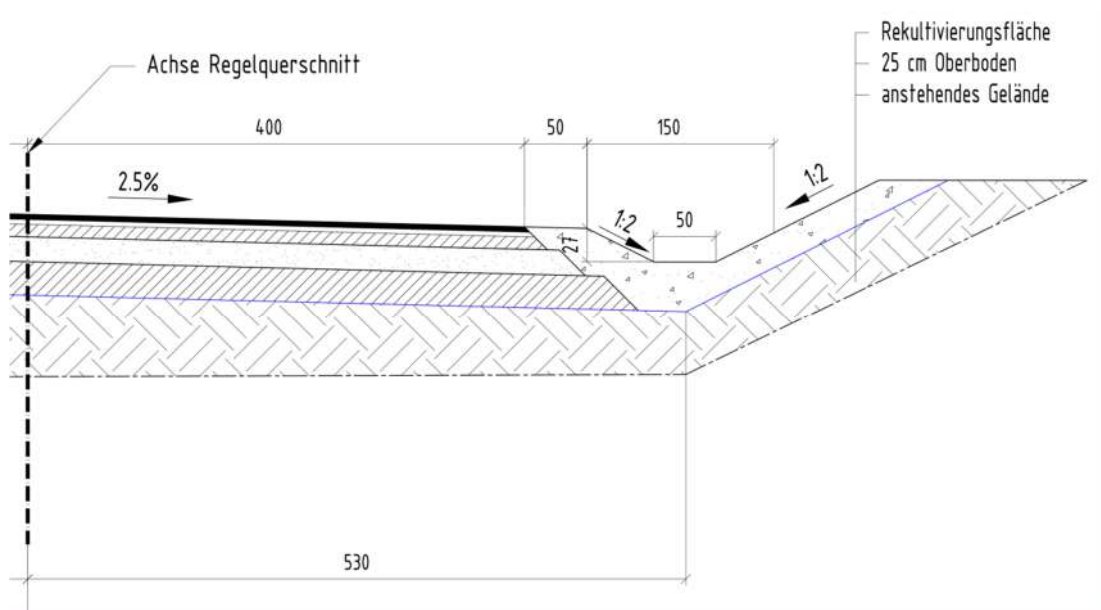 Rekultivierungsfläche
25 cm Oberboden
anstehendes Gelände
Achse Regelquerschnitt
400
50
150
2.5%
1:2
1:2
50
27
530